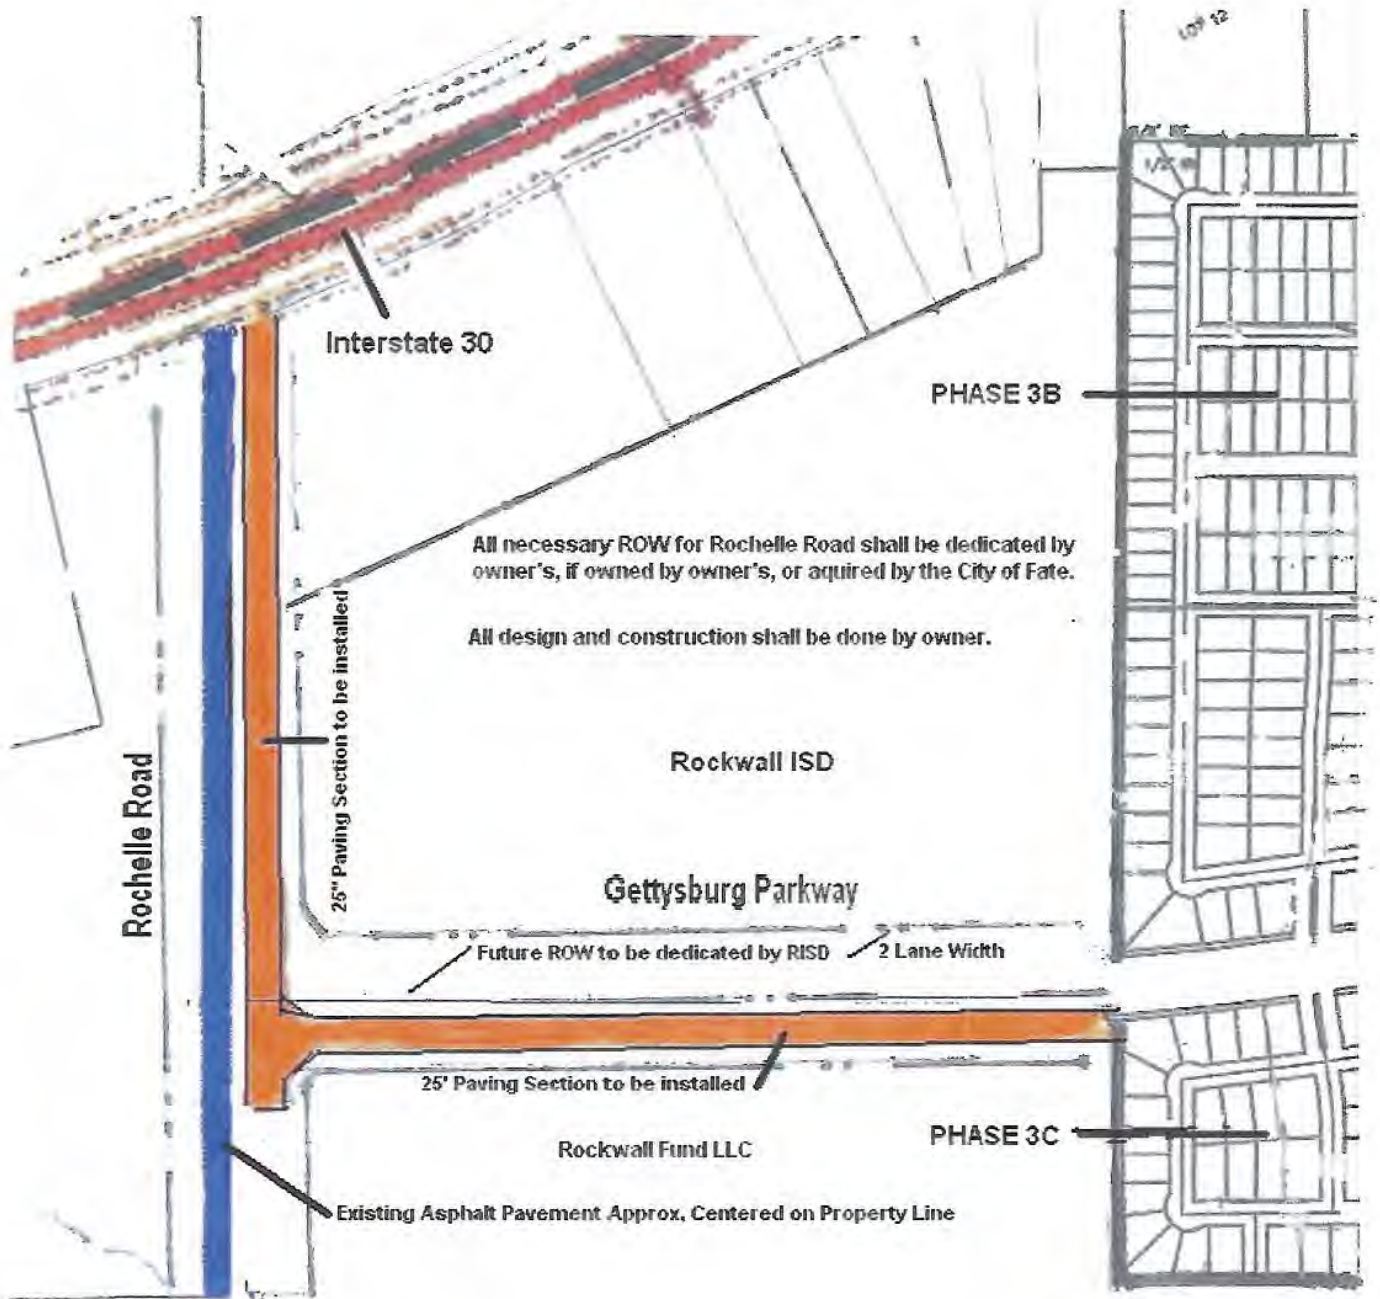 LOT 12
Interstate 30
PHASE 3B
All necessary ROW for Rochelle Road shall be dedicated by
owner's, if owned by owner's, or aquired by the City of Fate.
All design and construction shall be done by owner.
25" Paving Section to be installed
Rockwall ISD
Rochelle Road
Gettysburg Parkway
Future ROW to be dedicated by RISD
2 Lane Width
25' Paving Section to be installed
PHASE 3C
Rockwall Fund LLC
Existing Asphalt Pavement Approx. Centered on Property Line